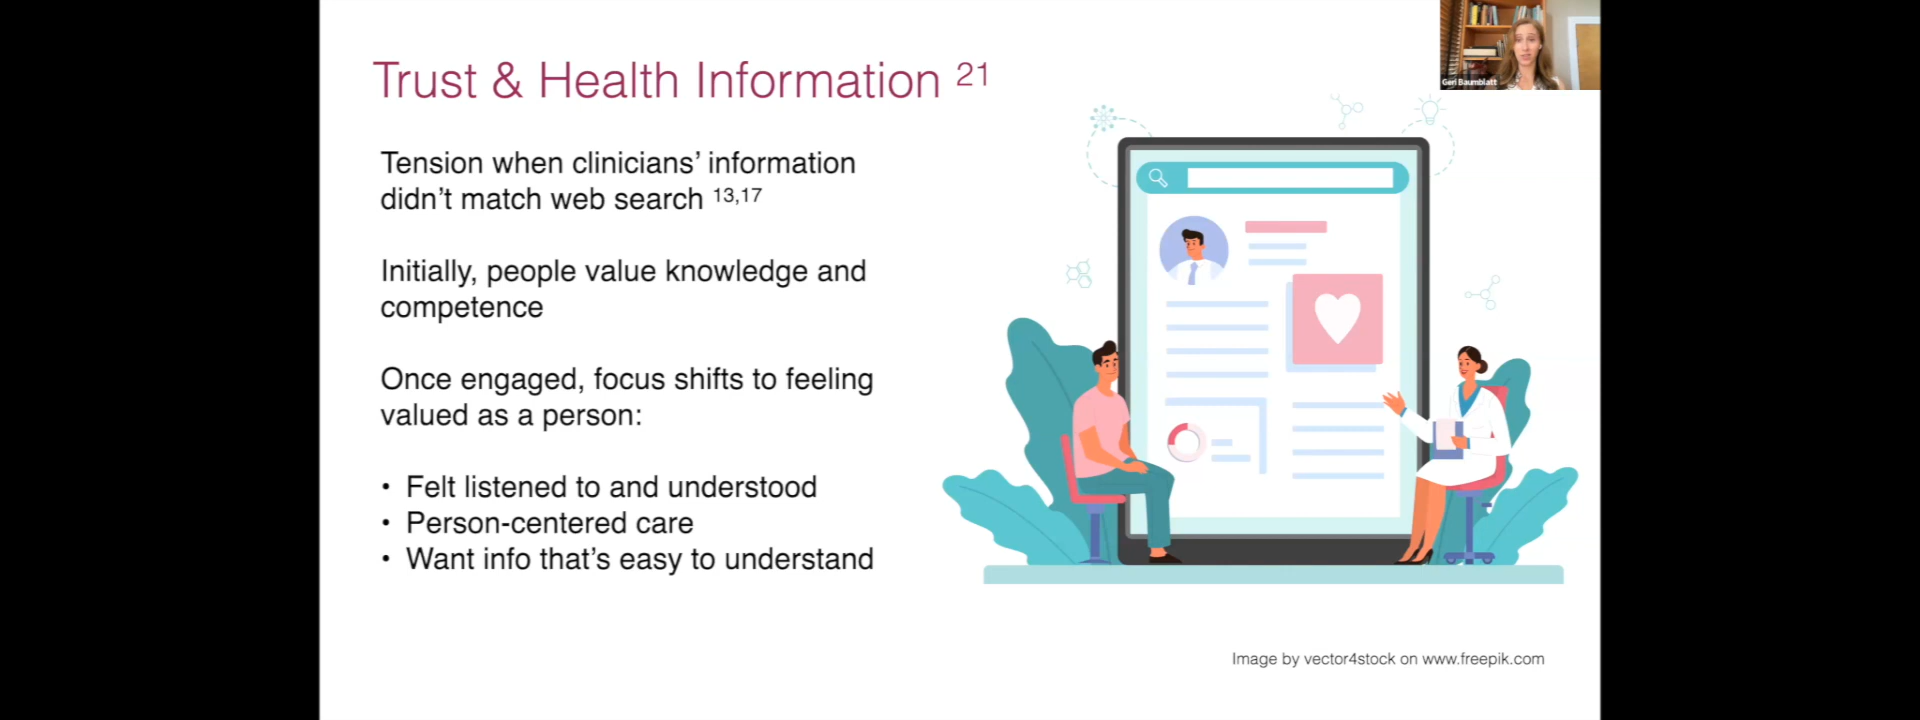 Trust & Health Information 21
Geri Baumblatt
Tension when clinicians’ information
didn’t match web search 13,17
Initially, people value knowledge and
competence
Once engaged, focus shifts to feeling
valued as a person:
• Felt listened to and understood
• Person-centered care
• Want info that’s easy to understand
Image by vector4stock on www.freepik.com